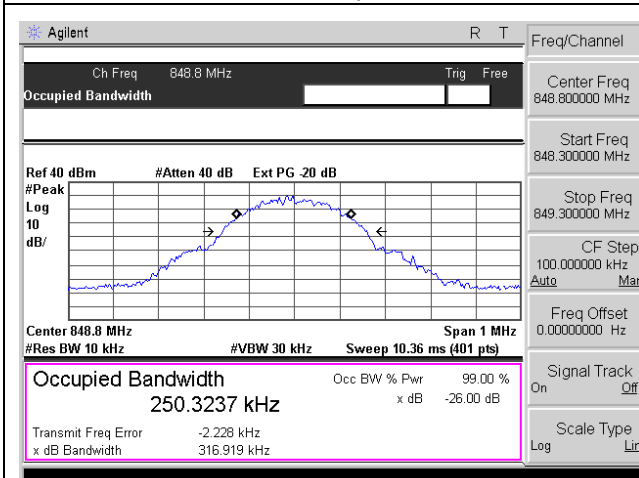 Agilent
R T
Ch Freq 848.8 MHz
Trig Free
Occupied Bandwidth
Ref 40 dBm #Atten 40 dB Ext PG -20 dB
#Peak
Log
10
dB/
Center 848.8 MHz Span 1 MHz
#Res BW 10 kHz #VBW 30 kHz Sweep 10.36 ms (401 pts)
Occupied Bandwidth
250.3237 kHz
Occ BW % Pwr 99.00 %
x dB -26.00 dB
Transmit Freq Error -2.228 kHz
x dB Bandwidth 316.919 kHz
Freq/Channel
Center Freq
848.800000 MHz
Start Freq
848.300000 MHz
Stop Freq
849.300000 MHz
CF Step
100.000000 kHz
Auto Mar
Freq Offset
0.00000000 Hz
Signal Track
On Off
Scale Type
Log Lir